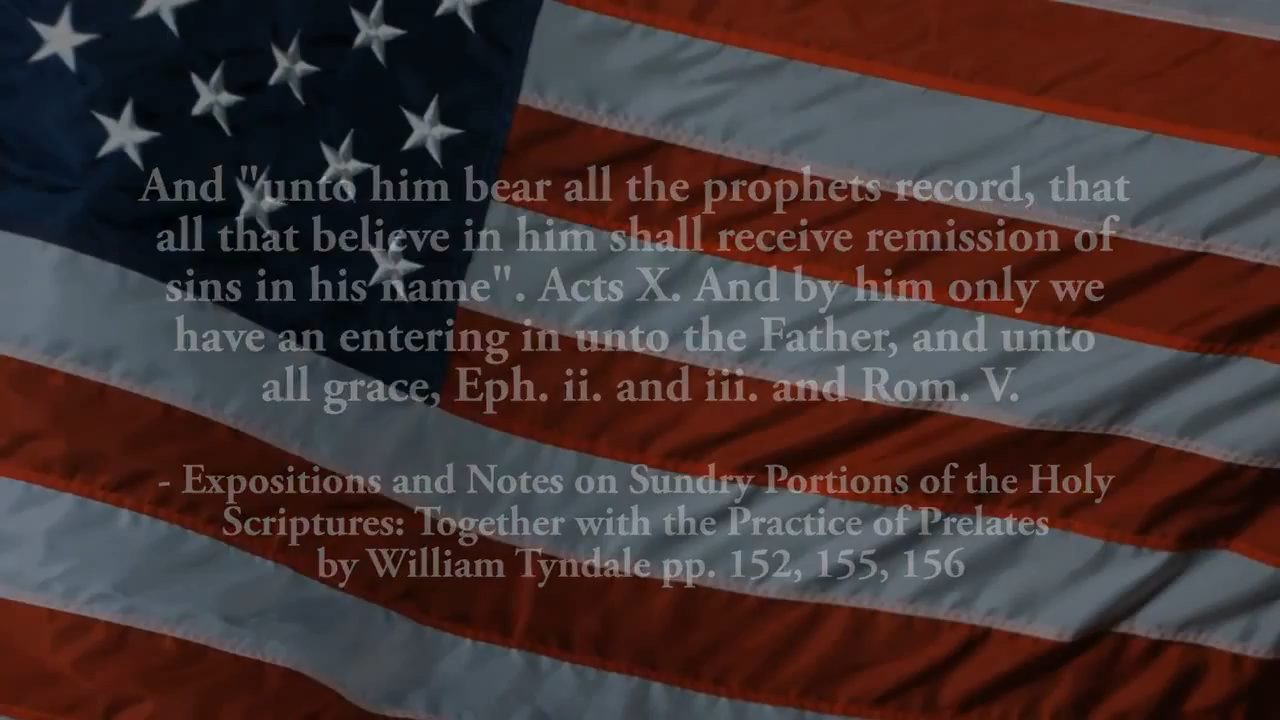 And "unto him bear all the prophets record, that
all that believe in him shall receive remission of
sins in his name". Acts X. And by him only we
have an entering in unto the Father, and unto
all grace, Eph. ii. and iii. and Rom. V.
- Expositions and Notes on Sundry Portions of the Holy
Scriptures: Together with the Practice of Prelates
by William Tyndale pp. 152, 155, 156